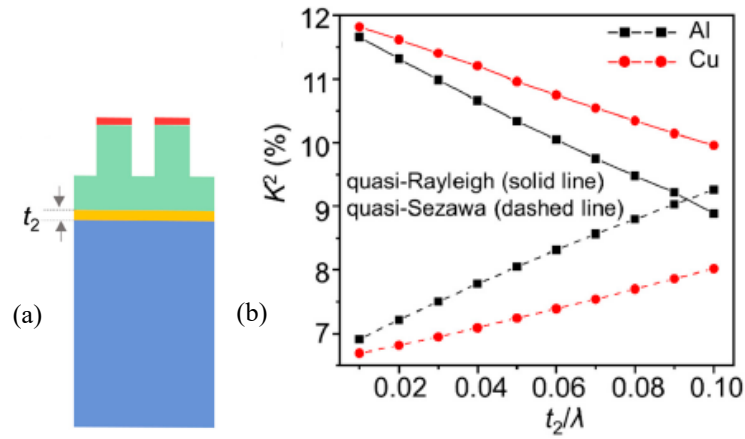 (a)
t2
(b)
K2 (%)
12
11
10
9
8
7
Al
Cu
quasi-Rayleigh (solid line)
quasi-Sezawa (dashed line)
0.02 0.04 0.06 0.08 0.10
t2/λ